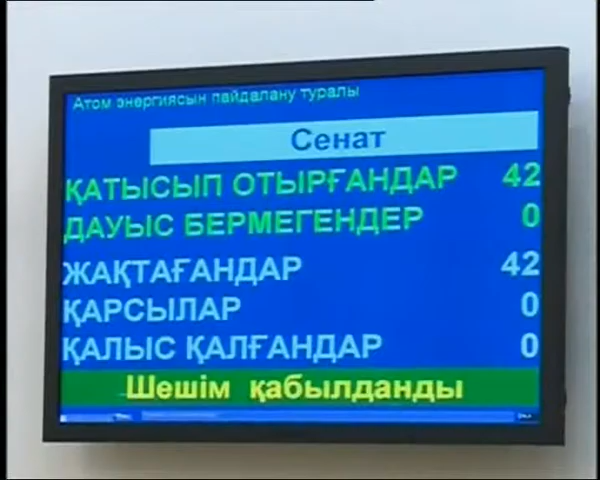 Атом энергиясын пайдалану туралы
Сенат
ҚАТЫСЫП ОТЫРҒАНДАР 42
ДАУЫС БЕРМЕГЕНДЕР 0
ЖАҚТАҒАНДАР 42
ҚАРСЫЛАР 0
ҚАЛЫС ҚАЛҒАНДАР 0
Шешім қабылданды